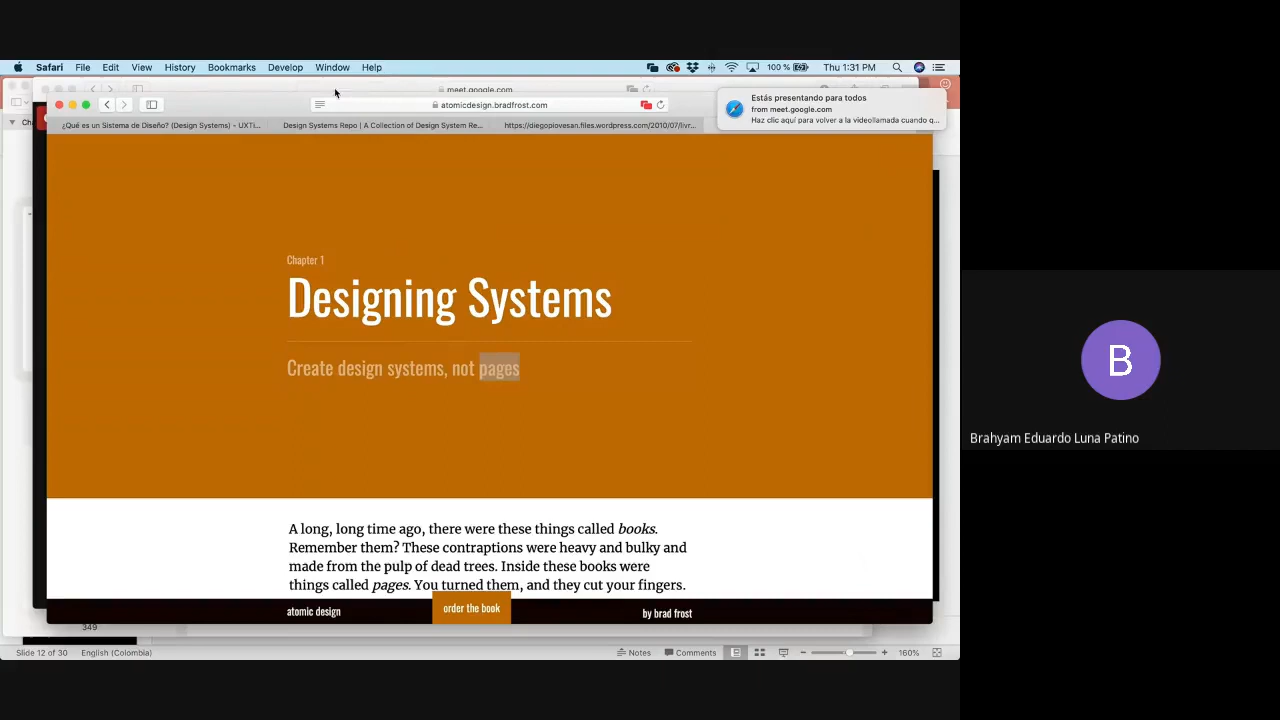 Safari File Edit View History Bookmarks Develop Window Help
100 % Thu 1:31 PM
meet.google.com
atomicdesign.bradfrost.com
¿Qué es un Sistema de Diseño? (Design Systems) - UXTi...
Design Systems Repo | A Collection of Design System Re...
https://diegopiovesan.files.wordpress.com/2010/07/livr...
Estás presentando para todos
from meet.google.com
Haz clic aquí para volver a la videollamada cuando q...
Chapter 1
Designing Systems
Create design systems, not pages
A long, long time ago, there were these things called books.
Remember them? These contraptions were heavy and bulky and
made from the pulp of dead trees. Inside these books were
things called pages. You turned them, and they cut your fingers.
atomic design
order the book
by brad frost
349
Slide 12 of 30 English (Colombia)
Notes Comments 160%
B
Brahyam Eduardo Luna Patino